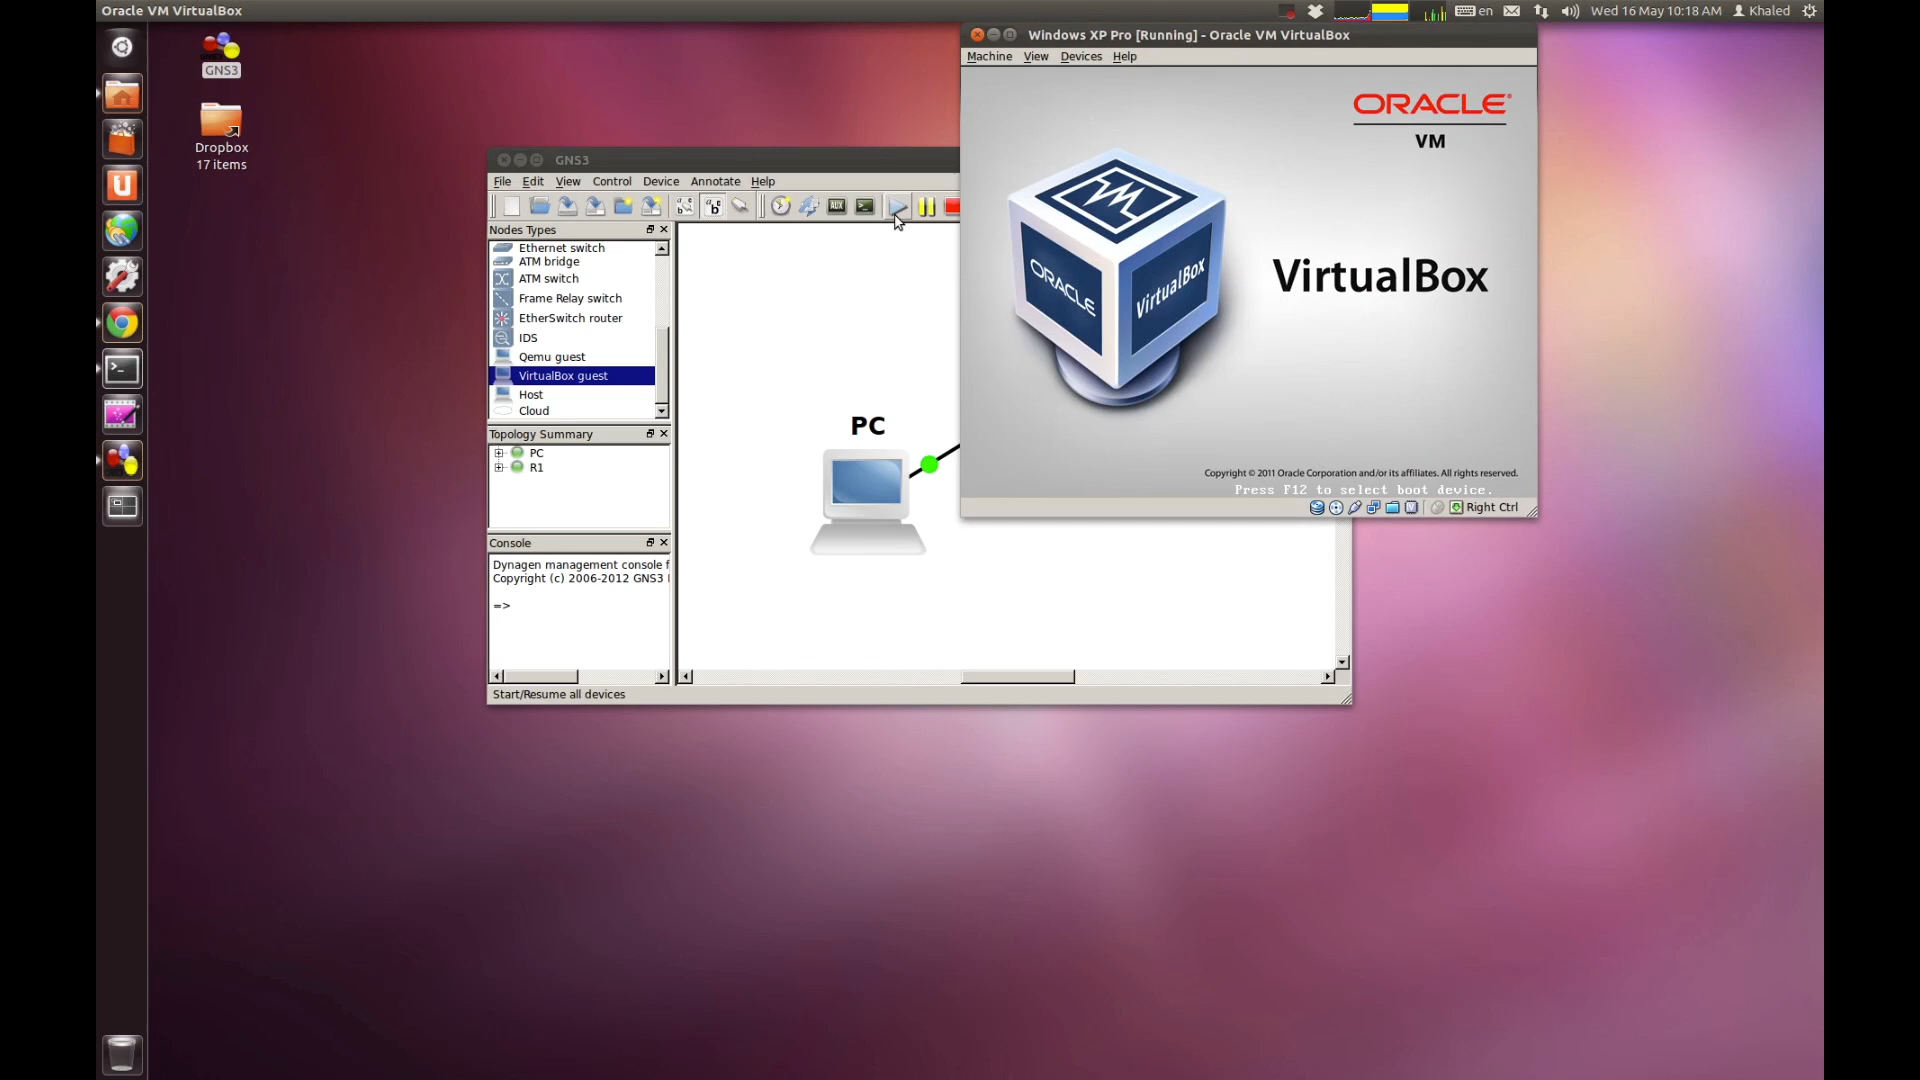 Oracle VM VirtualBox
en
Wed 16 May 10:18 AM
Khaled
GNS3
Dropbox
17 items
GNS3
File Edit View Control Device Annotate Help
AUX
Nodes Types
Ethernet switch
ATM bridge
ATM switch
Frame Relay switch
EtherSwitch router
IDS
Qemu guest
VirtualBox guest
Host
Cloud
Topology Summary
PC
R1
Console
Dynagen management console f
Copyright (c) 2006-2012 GNS3
=>
Start/Resume all devices
PC
Windows XP Pro [Running] - Oracle VM VirtualBox
Machine View Devices Help
ORACLE®
VM
ORACLE
VirtualBox
VirtualBox
Copyright © 2011 Oracle Corporation and/or its affiliates. All rights reserved.
Press F12 to select boot device.
Right Ctrl